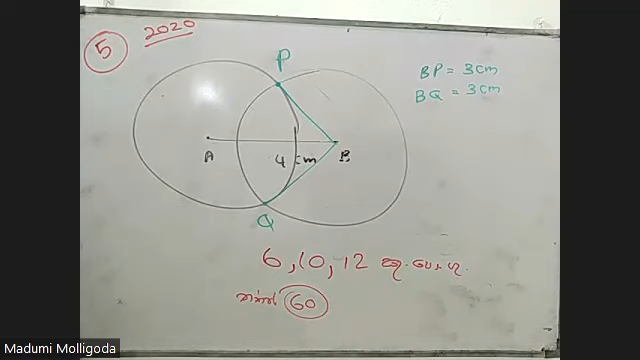 5
2020
P
BP = 3cm
BQ = 3cm
A
4 cm
B
Q
6, 10, 12
60
Madumi Molligoda